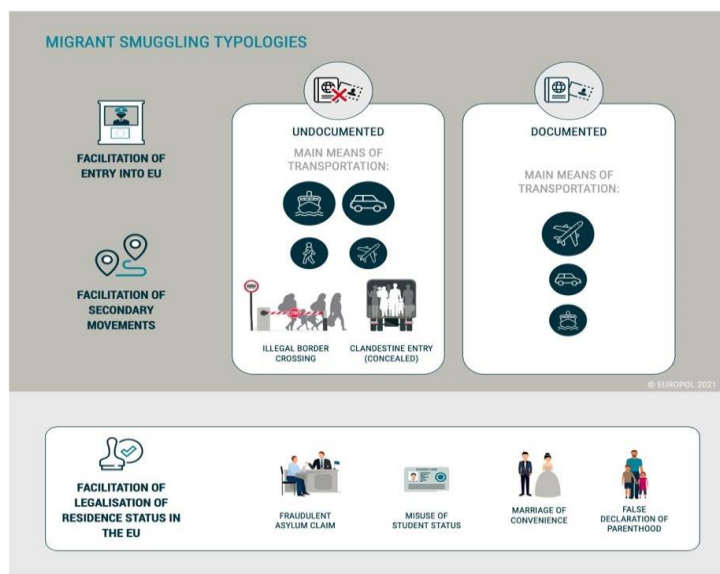 MIGRANT SMUGGLING TYPOLOGIES
FACILITATION OF
ENTRY INTO EU
FACILITATION OF
SECONDARY
MOVEMENTS
UNDOCUMENTED
MAIN MEANS OF
TRANSPORTATION:
ILLEGAL BORDER
CROSSING
CLANDESTINE ENTRY
(CONCEALED)
DOCUMENTED
MAIN MEANS OF
TRANSPORTATION:
© EUROPOL 2021
FACILITATION OF
LEGALISATION OF
RESIDENCE STATUS IN
THE EU
FRAUDULENT
ASYLUM CLAIM
MISUSE OF
STUDENT STATUS
MARRIAGE OF
CONVENIENCE
FALSE
DECLARATION OF
PARENTHOOD